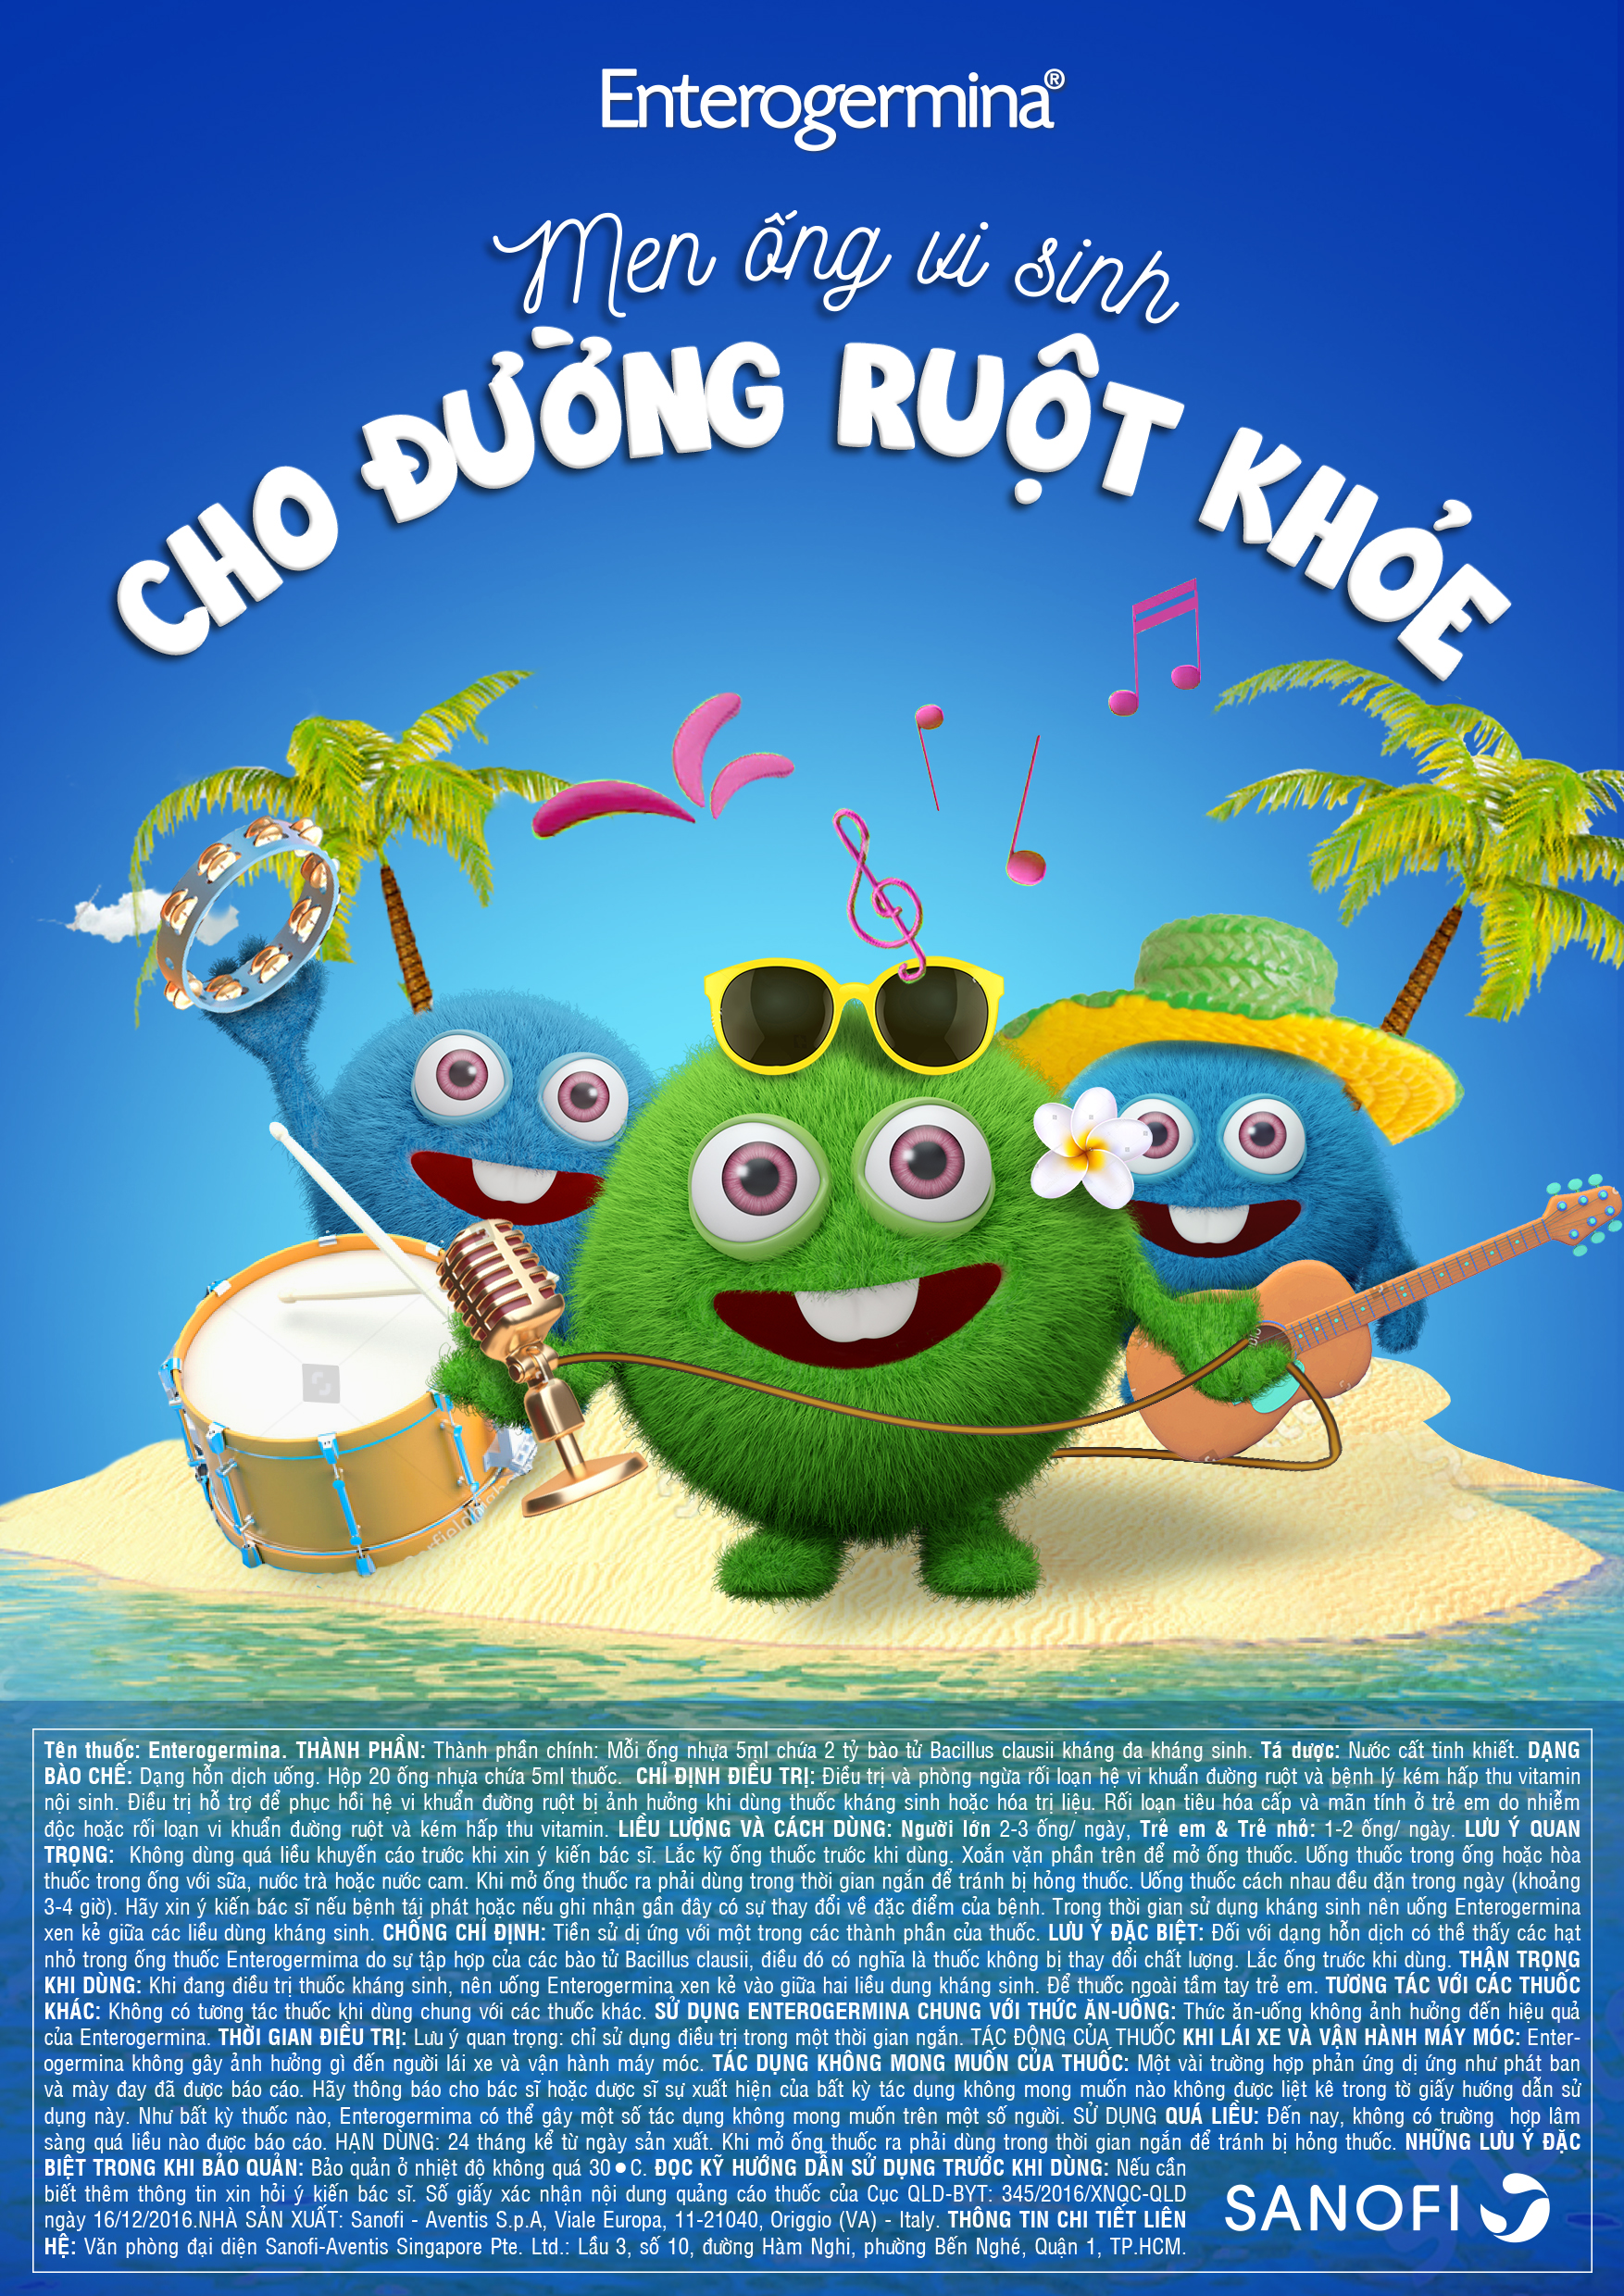 Enterogermina®
Men ống vi sinh
CHO ĐƯỜNG RUỘT KHỎE
Tên thuốc: Enterogermina. THÀNH PHẦN: Thành phần chính: Mỗi ống nhựa 5ml chứa 2 tỷ bào tử Bacillus clausii kháng đa kháng sinh. Tá dược: Nước cất tinh khiết. DẠNG
BÀO CHẾ: Dạng hỗn dịch uống. Hộp 20 ống nhựa chứa 5ml thuốc. CHỈ ĐỊNH ĐIỀU TRỊ: Điều trị và phòng ngừa rối loạn hệ vi khuẩn đường ruột và bệnh lý kém hấp thu vitamin
nội sinh. Điều trị hỗ trợ để phục hồi hệ vi khuẩn đường ruột bị ảnh hưởng khi dùng thuốc kháng sinh hoặc hóa trị liệu. Rối loạn tiêu hóa cấp và mãn tính ở trẻ em do nhiễm
độc hoặc rối loạn vi khuẩn đường ruột và kém hấp thu vitamin. LIỀU LƯỢNG VÀ CÁCH DÙNG: Người lớn 2-3 ống/ ngày, Trẻ em & Trẻ nhỏ: 1-2 ống/ ngày. LƯU Ý QUAN
TRỌNG: Không dùng quá liều khuyến cáo trước khi xin ý kiến bác sĩ. Lắc kỹ ống thuốc trước khi dùng. Xoắn vặn phần trên để mở ống thuốc. Uống thuốc trong ống hoặc hòa
thuốc trong ống với sữa, nước trà hoặc nước cam. Khi mở ống thuốc ra phải dùng trong thời gian ngắn để tránh bị hỏng thuốc. Uống thuốc cách nhau đều đặn trong ngày (khoảng
3-4 giờ). Hãy xin ý kiến bác sĩ nếu bệnh tái phát hoặc nếu ghi nhận gần đây có sự thay đổi về đặc điểm của bệnh. Trong thời gian sử dụng kháng sinh nên uống Enterogermina
xen kẻ giữa các liều dùng kháng sinh. CHỐNG CHỈ ĐỊNH: Tiền sử dị ứng với một trong các thành phần của thuốc. LƯU Ý ĐẶC BIỆT: Đối với dạng hỗn dịch có thể thấy các hạt
nhỏ trong ống thuốc Enterogermima do sự tập hợp của các bào tử Bacillus clausii, điều đó có nghĩa là thuốc không bị thay đổi chất lượng. Lắc ống trước khi dùng. THẬN TRỌNG
KHI DÙNG: Khi đang điều trị thuốc kháng sinh, nên uống Enterogermina xen kẻ vào giữa hai liều dung kháng sinh. Để thuốc ngoài tầm tay trẻ em. TƯƠNG TÁC VỚI CÁC THUỐC
KHÁC: Không có tương tác thuốc khi dùng chung với các thuốc khác. SỬ DỤNG ENTEROGERMINA CHUNG VỚI THỨC ĂN-UỐNG: Thức ăn-uống không ảnh hưởng đến hiệu quả
của Enterogermina. THỜI GIAN ĐIỀU TRỊ: Lưu ý quan trọng: chỉ sử dụng điều trị trong một thời gian ngắn. TÁC ĐỘNG CỦA THUỐC KHI LÁI XE VÀ VẬN HÀNH MÁY MÓC: Enter-
ogermina không gây ảnh hưởng gì đến người lái xe và vận hành máy móc. TÁC DỤNG KHÔNG MONG MUỐN CỦA THUỐC: Một vài trường hợp phản ứng dị ứng như phát ban
và mày đay đã được báo cáo. Hãy thông báo cho bác sĩ hoặc dược sĩ sự xuất hiện của bất kỳ tác dụng không mong muốn nào không được liệt kê trong tờ giấy hướng dẫn sử
dụng này. Như bất kỳ thuốc nào, Enterogermima có thể gây một số tác dụng không mong muốn trên một số người. SỬ DỤNG QUÁ LIỀU: Đến nay, không có trường hợp lâm
sàng quá liều nào được báo cáo. HẠN DÙNG: 24 tháng kể từ ngày sản xuất. Khi mở ống thuốc ra phải dùng trong thời gian ngắn để tránh bị hỏng thuốc. NHỮNG LƯU Ý ĐẶC
BIỆT TRONG KHI BẢO QUẢN: Bảo quản ở nhiệt độ không quá 30•C. ĐỌC KỸ HƯỚNG DẪN SỬ DỤNG TRƯỚC KHI DÙNG: Nếu cần
biết thêm thông tin xin hỏi ý kiến bác sĩ. Số giấy xác nhận nội dung quảng cáo thuốc của Cục QLD-BYT: 345/2016/XNQC-QLD
ngày 16/12/2016.NHÀ SẢN XUẤT: Sanofi - Aventis S.p.A, Viale Europa, 11-21040, Origgio (VA) - Italy. THÔNG TIN CHI TIẾT LIÊN
HỆ: Văn phòng đại diện Sanofi-Aventis Singapore Pte. Ltd.: Lầu 3, số 10, đường Hàm Nghi, phường Bến Nghé, Quận 1, TP.HCM.
SANOFI